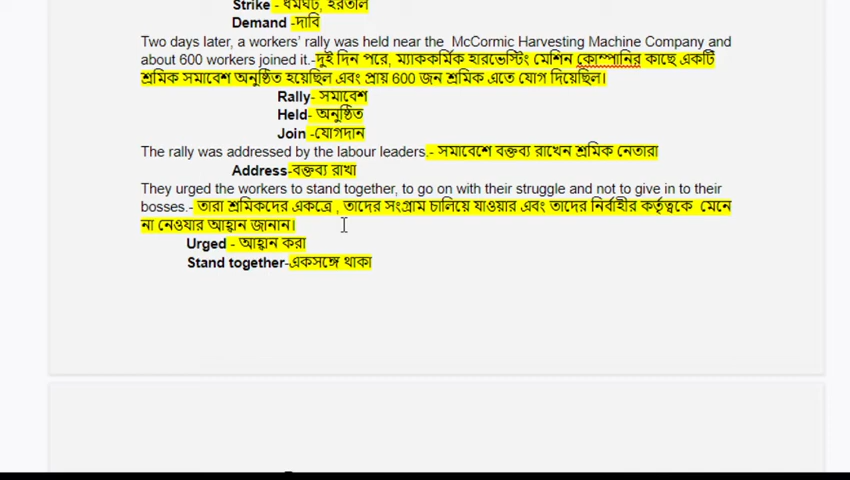 Strike - ধর্মঘট, হরতাল
Demand -দাবি
Two days later, a workers' rally was held near the McCormic Harvesting Machine Company and
about 600 workers joined it.-দুই দিন পরে, ম্যাককর্মিক হারভেস্টিং মেশিন কোম্পানির কাছে একটি
শ্রমিক সমাবেশ অনুষ্ঠিত হয়েছিল এবং প্রায় 600 জন শ্রমিক এতে যোগ দিয়েছিল।
Rally- সমাবেশ
Held- অনুষ্ঠিত
Join -যোগদান
The rally was addressed by the labour leaders.- সমাবেশে বক্তব্য রাখেন শ্রমিক নেতারা
Address-বক্তব্য রাখা
They urged the workers to stand together, to go on with their struggle and not to give in to their
bosses.- তারা শ্রমিকদের একত্রে , তাদের সংগ্রাম চালিয়ে যাওয়ার এবং তাদের নির্বাহীর কর্তৃত্বকে মেনে
না নেওযার আহ্বান জানান।
Urged - আহ্বান করা
Stand together-একসঙ্গে থাকা